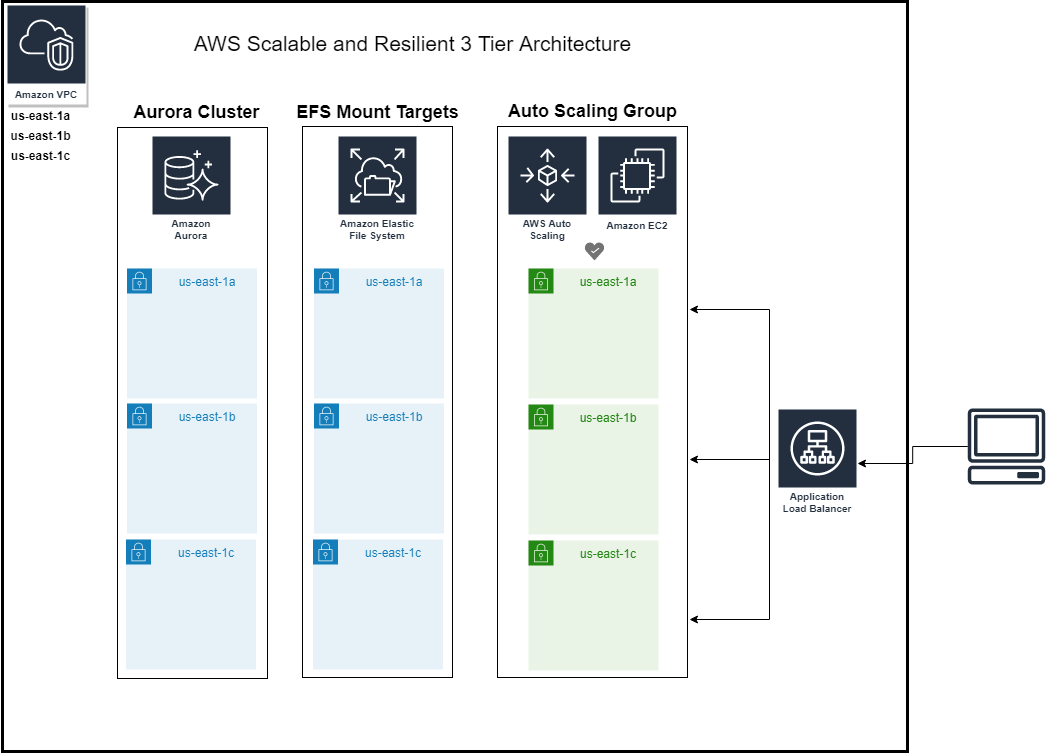 AWS Scalable and Resilient 3 Tier Architecture
Amazon VPC
us-east-1a
us-east-1b
us-east-1c
Aurora Cluster
Amazon
Aurora
us-east-1a
us-east-1b
us-east-1c
EFS Mount Targets
Amazon Elastic
File System
us-east-1a
us-east-1b
us-east-1c
Auto Scaling Group
AWS Auto
Scaling
Amazon EC2
us-east-1a
us-east-1b
us-east-1c
Application
Load Balancer